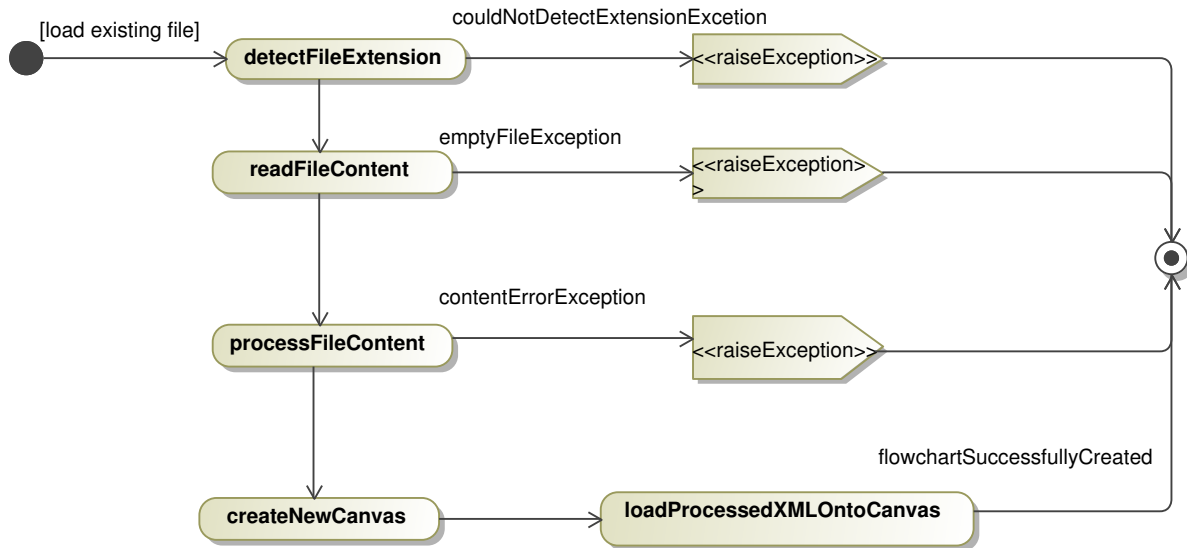 couldNotDetectExtensionExcetion
[load existing file]
detectFileExtension
<<raiseException>>
emptyFileException
readFileContent
<<raiseException>
>
contentErrorException
processFileContent
<<raiseException>>
flowchartSuccessfullyCreated
createNewCanvas
loadProcessedXMLOntoCanvas